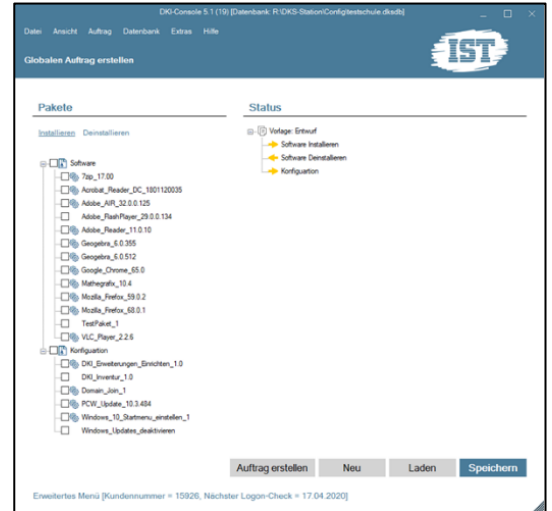 DKI-Console 5.1 (19) [Datenbank: R:\DKS-Station\Config\testschule.dksdb]
Datei Ansicht Auftrag Datenbank Extras Hilfe
IST
Globalen Auftrag erstellen
Pakete
Status
Installieren Deinstallieren
Vorlage: Entwurf
Software Installieren
Software Deinstallieren
Konfiguartion
Software
7zp_17.00
Acrobat_Reader_DC_1801120035
Adobe_AIR_32.0.0.125
Adobe_FlashPlayer_29.0.0.134
Adobe_Reader_11.0.10
Geogebra_6.0.355
Geogebra_6.0.512
Google_Chrome_65.0
Mathegrafix_10.4
Mozilla_Firefox_59.0.2
Mozilla_Firefox_68.0.1
TestPaket_1
VLC_Player_2.2.6
Konfiguartion
DKI_Erweiterungen_Einrichten_1.0
DKI_Inventur_1.0
Domain_Join_1
PCW_Update_10.3.484
Windows_10_Startmenu_einstellen_1
Windows_Updates_deaktivieren
Auftrag erstellen Neu Laden Speichern
Erweitertes Menü [Kundennummer = 15926, Nächster Logon-Check = 17.04.2020]